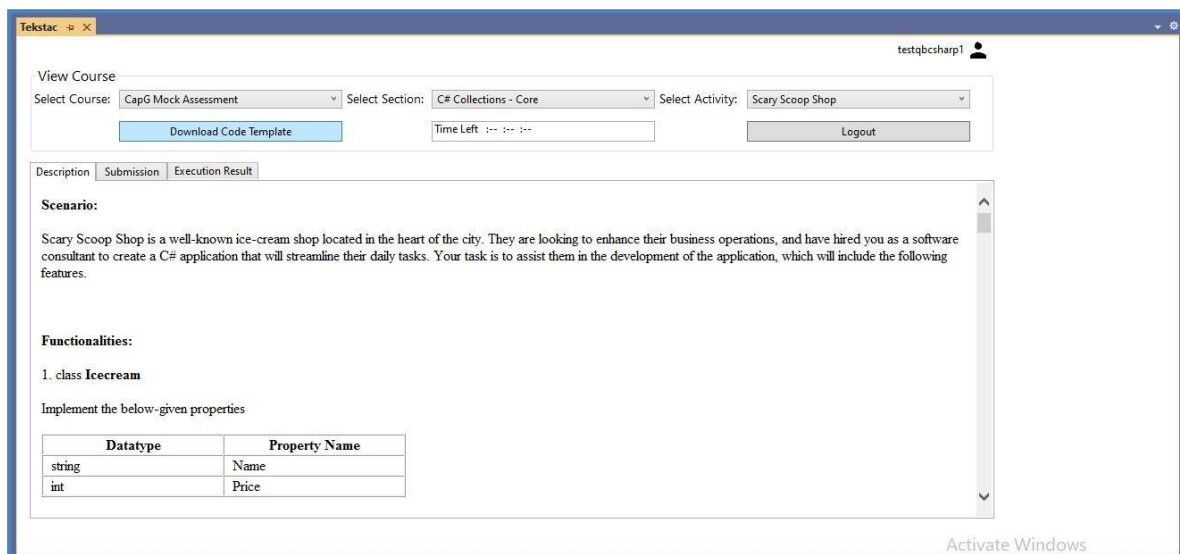 Tekstac
testqbcsharp1
View Course
Select Course: CapG Mock Assessment Select Section: C# Collections - Core Select Activity: Scary Scoop Shop
Download Code Template Time Left :-- :-- :-- Logout
Description Submission Execution Result
Scenario:
Scary Scoop Shop is a well-known ice-cream shop located in the heart of the city. They are looking to enhance their business operations, and have hired you as a software
consultant to create a C# application that will streamline their daily tasks. Your task is to assist them in the development of the application, which will include the following
features.
Functionalities:
1. class Icecream
Implement the below-given properties
Datatype Property Name
string Name
int Price
Activate Windows